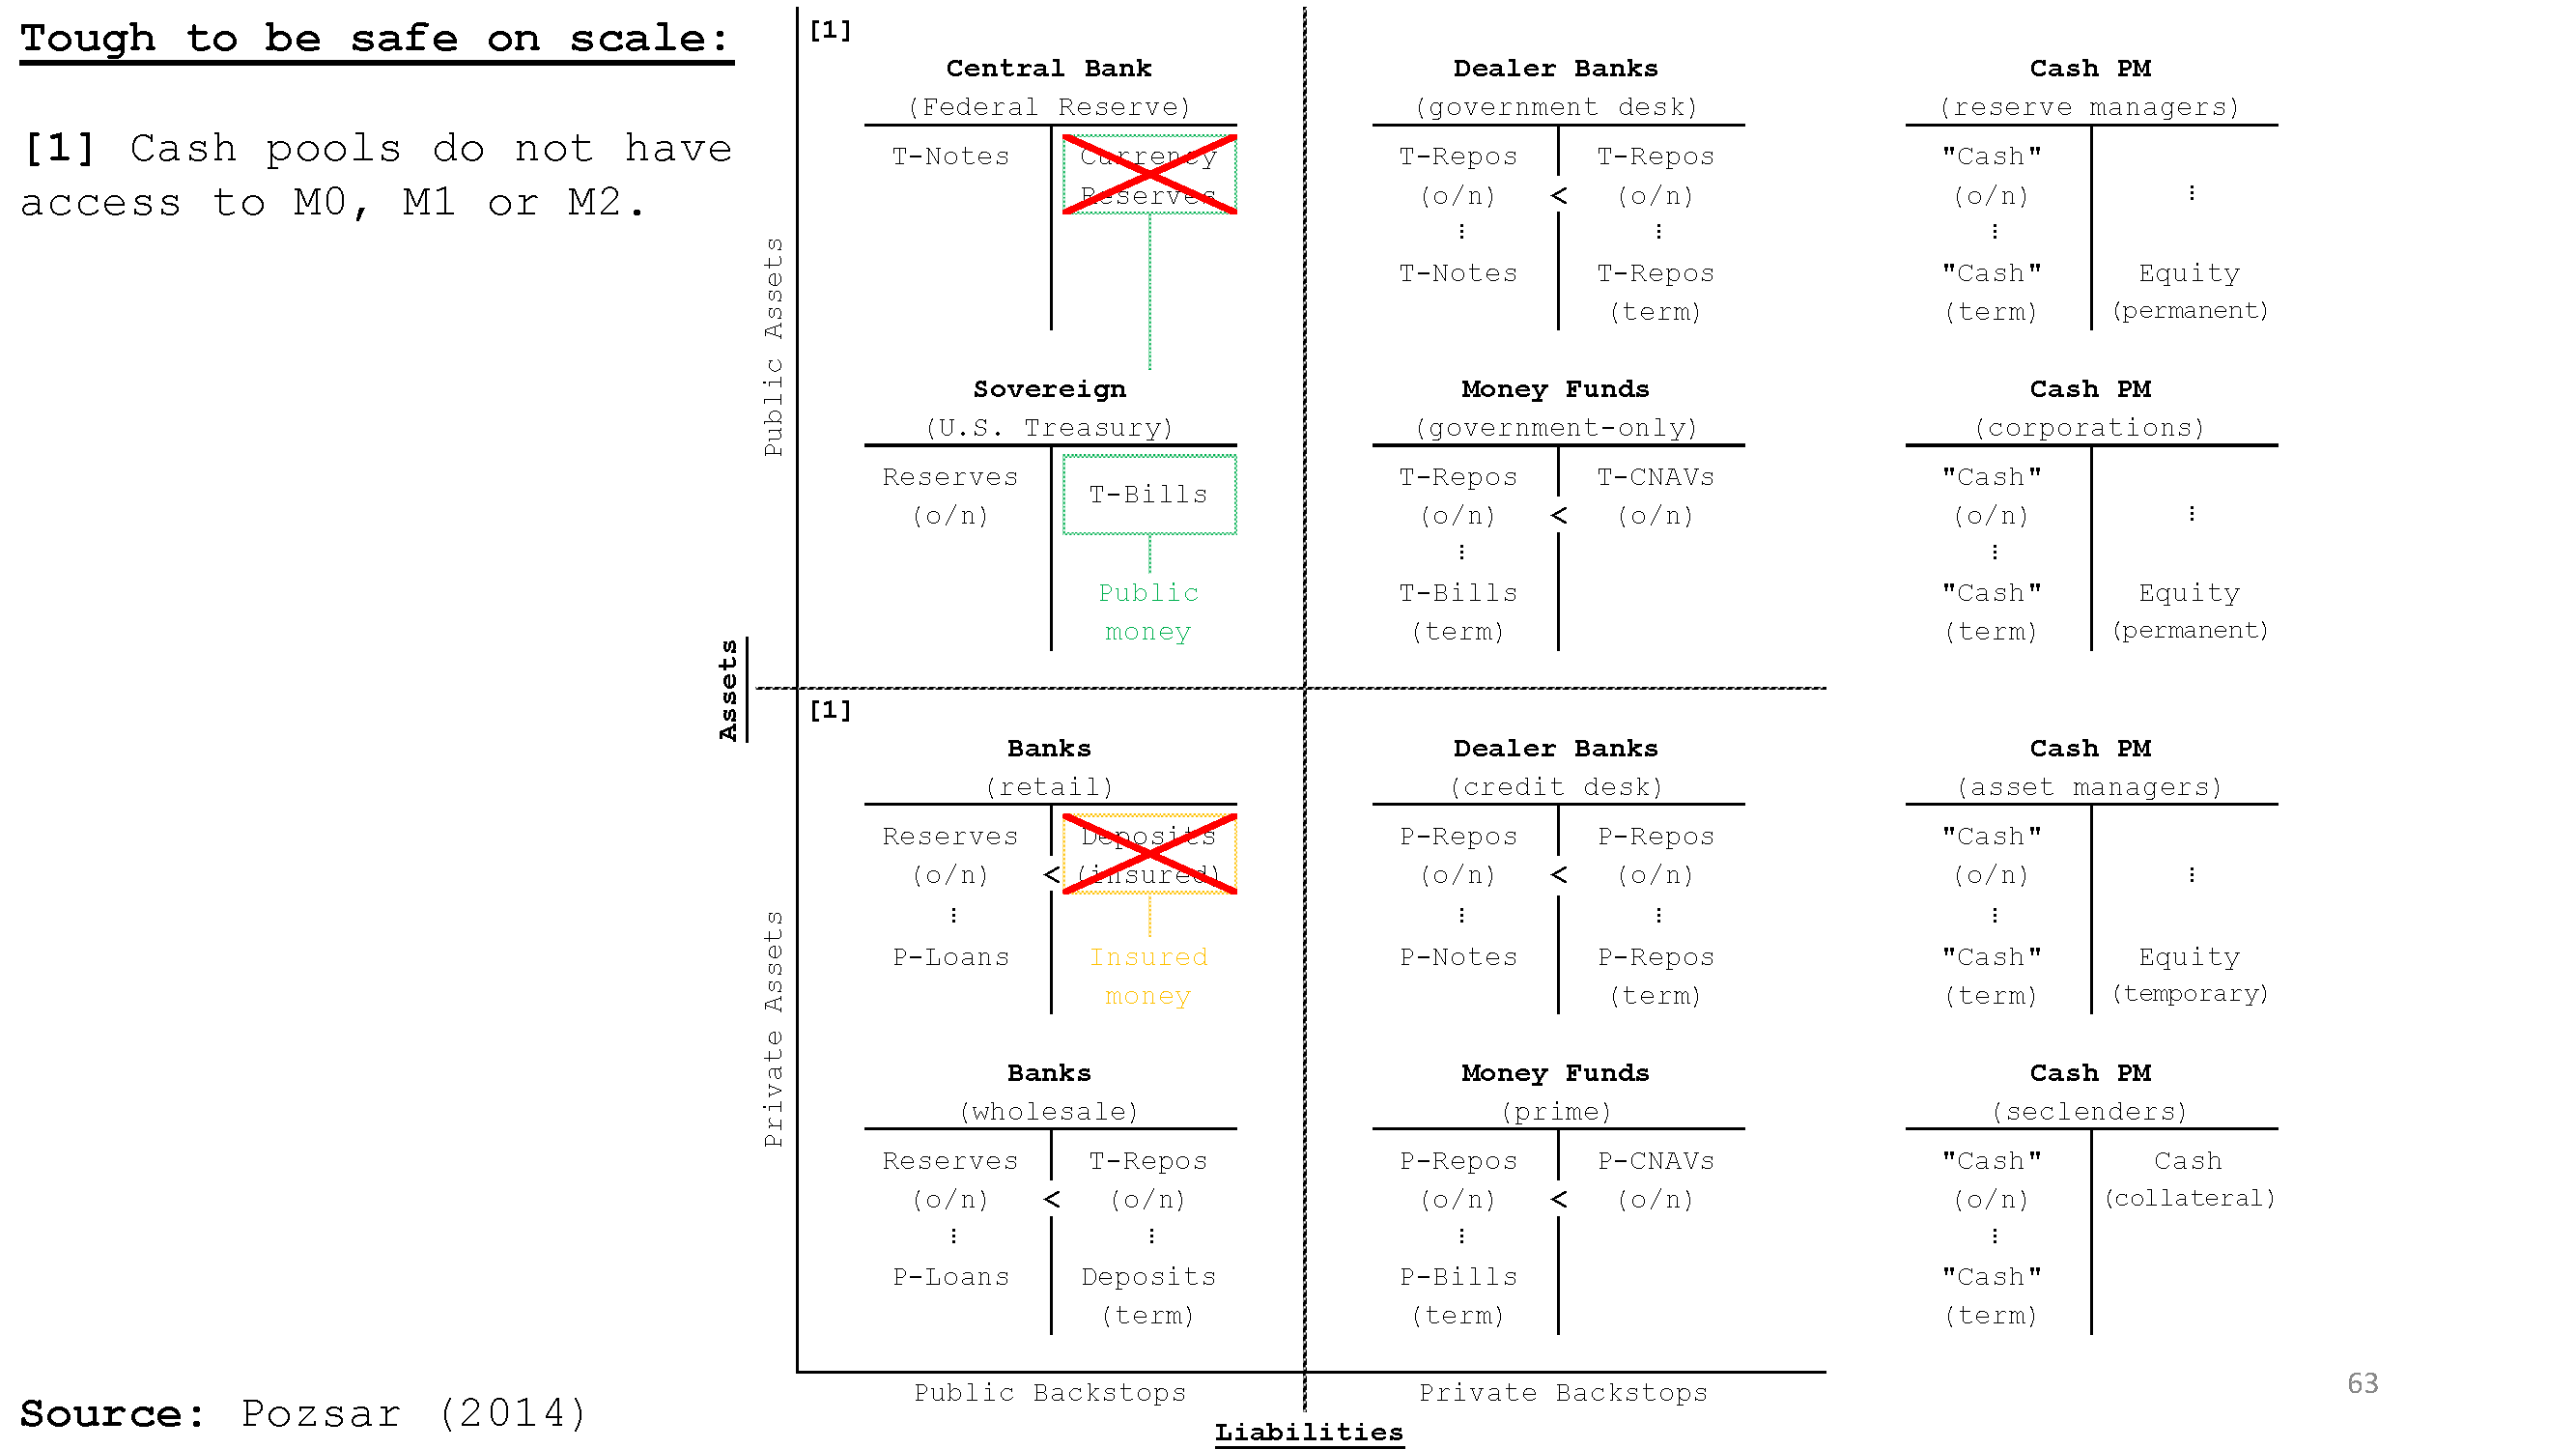 Tough to be safe on scale:
[1] Cash pools do not have
access to M0, M1 or M2.
Source: Pozsar (2014)
Assets
Public Assets
Private Assets
[1]
Central Bank
(Federal Reserve)
T-Notes
Currency
Reserves
Sovereign
(U.S. Treasury)
Reserves
(o/n)
T-Bills
Public
money
Dealer Banks
(government desk)
T-Repos
(o/n)
⋮
T-Notes
<
T-Repos
(o/n)
⋮
T-Repos
(term)
Money Funds
(government-only)
T-Repos
(o/n)
⋮
T-Bills
(term)
<
T-CNAVs
(o/n)
Cash PM
(reserve managers)
"Cash"
(o/n)
⋮
"Cash"
(term)
⋮
Equity
(permanent)
Cash PM
(corporations)
"Cash"
(o/n)
⋮
"Cash"
(term)
⋮
Equity
(permanent)
[1]
Banks
(retail)
Reserves
(o/n)
⋮
P-Loans
<
Deposits
(insured)
Insured
money
Banks
(wholesale)
Reserves
(o/n)
⋮
P-Loans
<
T-Repos
(o/n)
⋮
Deposits
(term)
Dealer Banks
(credit desk)
P-Repos
(o/n)
⋮
P-Notes
<
P-Repos
(o/n)
⋮
P-Repos
(term)
Money Funds
(prime)
P-Repos
(o/n)
⋮
P-Bills
(term)
<
P-CNAVs
(o/n)
Cash PM
(asset managers)
"Cash"
(o/n)
⋮
"Cash"
(term)
⋮
Equity
(temporary)
Cash PM
(seclenders)
"Cash"
(o/n)
⋮
"Cash"
(term)
Cash
(collateral)
Public Backstops
Private Backstops
Liabilities
63